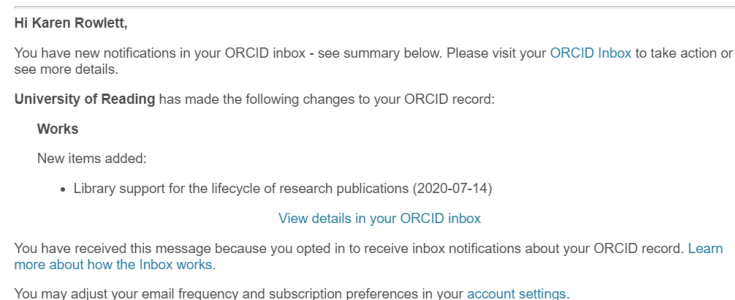 Hi Karen Rowlett,
You have new notifications in your ORCID inbox - see summary below. Please visit your ORCID Inbox to take action or
see more details.
University of Reading has made the following changes to your ORCID record:
Works
New items added:
• Library support for the lifecycle of research publications (2020-07-14)
View details in your ORCID inbox
You have received this message because you opted in to receive inbox notifications about your ORCID record. Learn
more about how the Inbox works.
You may adjust your email frequency and subscription preferences in your account settings.